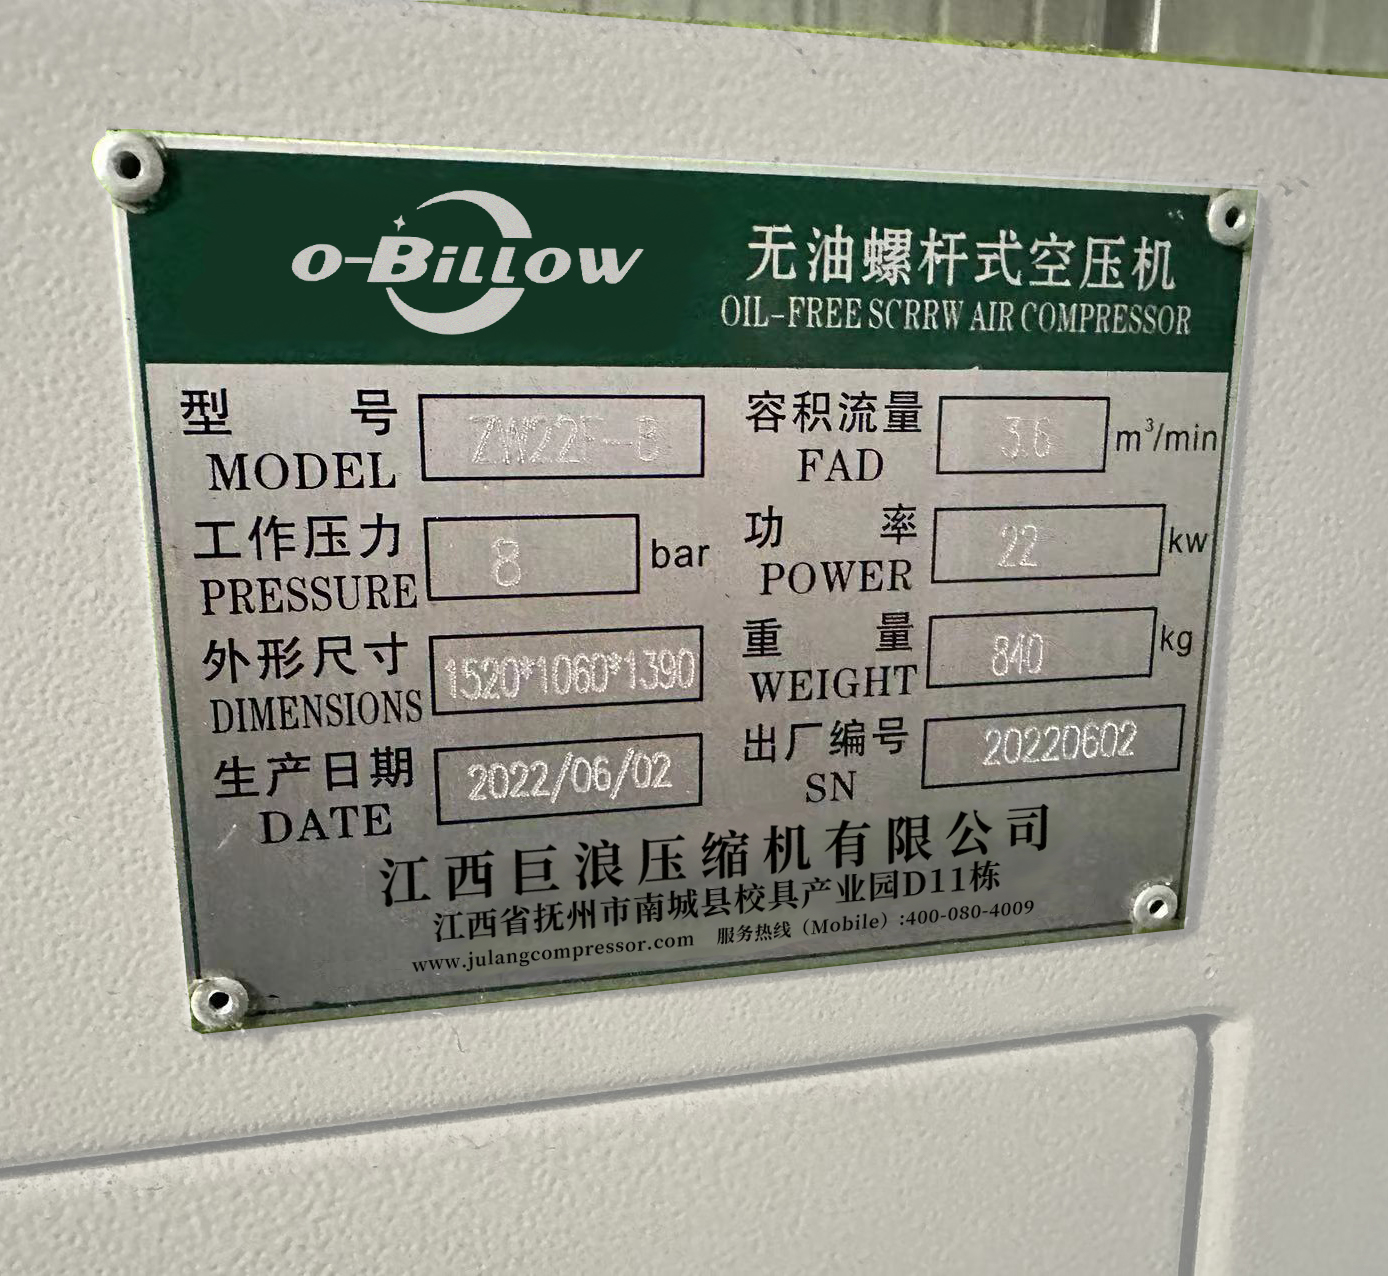 O-BiLLOW
无油螺杆式空压机
OIL-FREE SCRRW AIR COMPRESSOR
型 号 ZW22F-8 容积流量 3.6 m³/min
MODEL FAD
工作压力 8 bar 功 率 22 kw
PRESSURE POWER
外形尺寸 1520*1060*1390 重 量 840 kg
DIMENSIONS WEIGHT
生产日期 2022/06/02 出厂编号 20220602
DATE SN
江西巨浪压缩机有限公司
江西省抚州市南城县校具产业园D11栋
www.julangcompressor.com 服务热线（Mobile）:400-080-4009